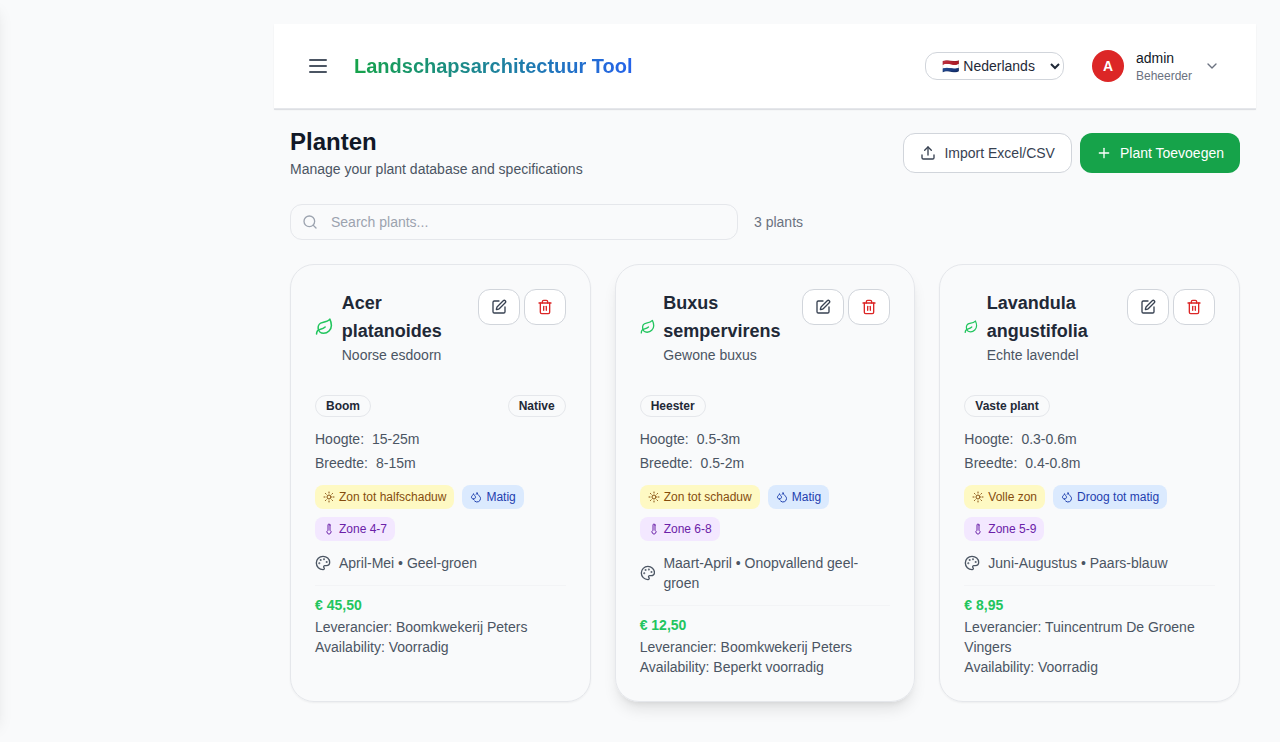 Landschapsarchitectuur Tool
🇳🇱 Nederlands
A
admin
Beheerder
Planten
Manage your plant database and specifications
Import Excel/CSV
Plant Toevoegen
Search plants...
3 plants
Acer
platanoides
Noorse esdoorn
Boom
Native
Hoogte: 15-25m
Breedte: 8-15m
Zon tot halfschaduw
Matig
Zone 4-7
April-Mei • Geel-groen
€ 45,50
Leverancier: Boomkwekerij Peters
Availability: Voorradig
Buxus
sempervirens
Gewone buxus
Heester
Hoogte: 0.5-3m
Breedte: 0.5-2m
Zon tot schaduw
Matig
Zone 6-8
Maart-April • Onopvallend geel-
groen
€ 12,50
Leverancier: Boomkwekerij Peters
Availability: Beperkt voorradig
Lavandula
angustifolia
Echte lavendel
Vaste plant
Hoogte: 0.3-0.6m
Breedte: 0.4-0.8m
Volle zon
Droog tot matig
Zone 5-9
Juni-Augustus • Paars-blauw
€ 8,95
Leverancier: Tuincentrum De Groene
Vingers
Availability: Voorradig